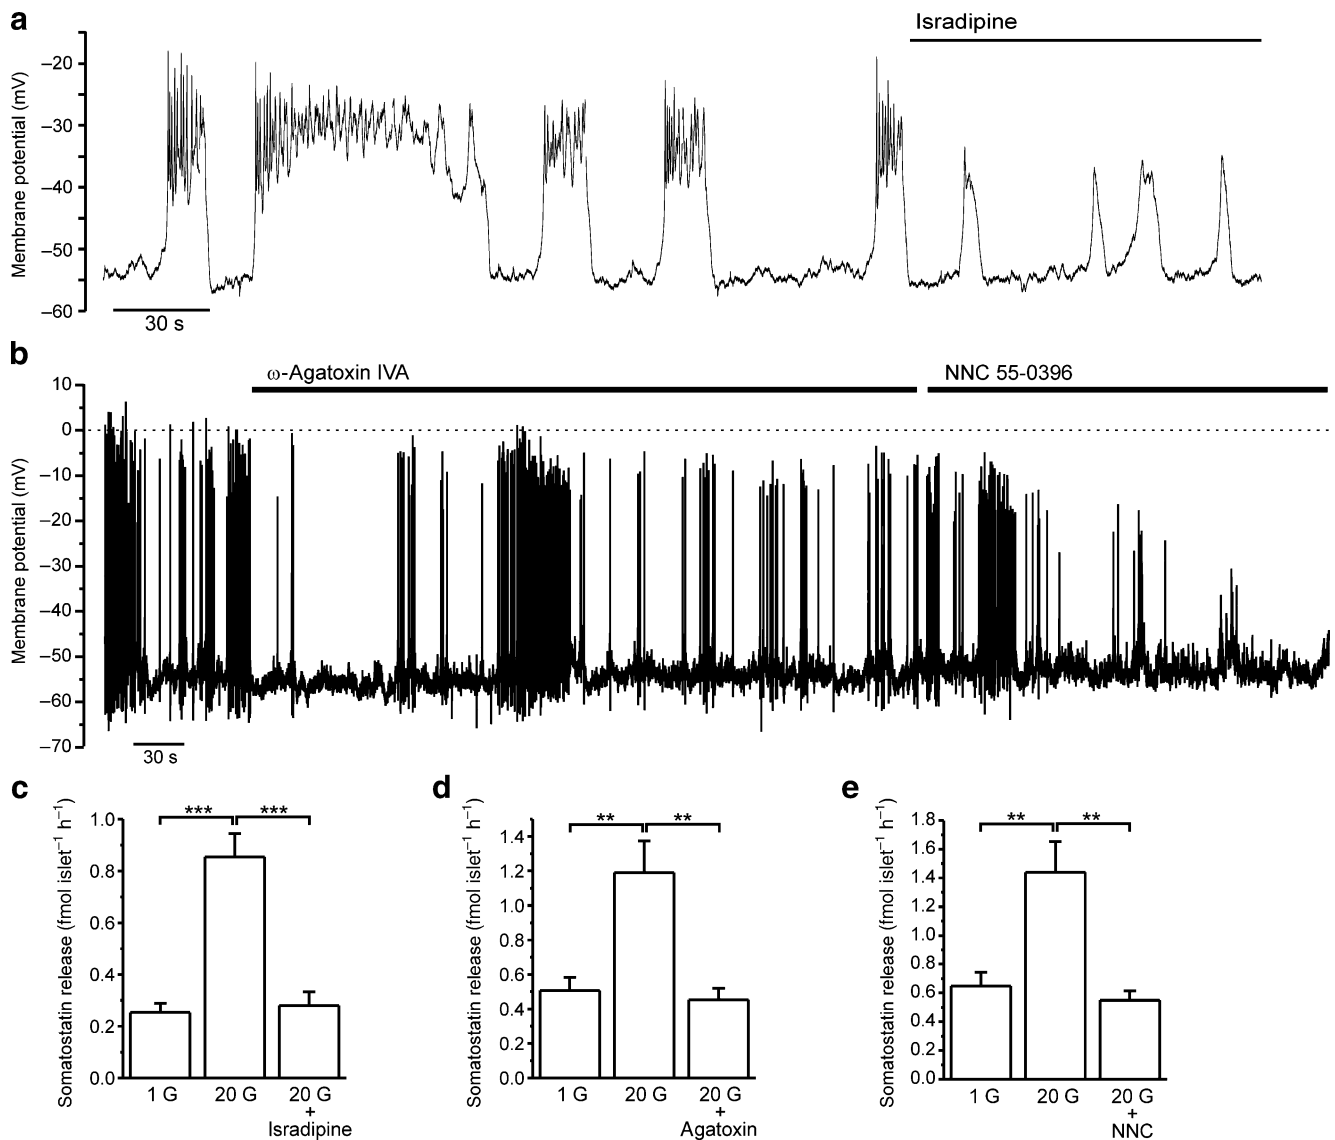 a
Isradipine
Membrane potential (mV)
–20
–30
–40
–50
–60
30 s
b
ω-Agatoxin IVA
NNC 55-0396
Membrane potential (mV)
10
0
–10
–20
–30
–40
–50
–60
–70
30 s
c
Somatostatin release (fmol islet⁻¹ h⁻¹)
1.0
0.8
0.6
0.4
0.2
0.0
*** ***
1 G 20 G 20 G
+
Isradipine
d
Somatostatin release (fmol islet⁻¹ h⁻¹)
1.4
1.2
1.0
0.8
0.6
0.4
0.2
0.0
** **
1 G 20 G 20 G
+
Agatoxin
e
Somatostatin release (fmol islet⁻¹ h⁻¹)
1.8
1.6
1.4
1.2
1.0
0.8
0.6
0.4
0.2
0.0
** **
1 G 20 G 20 G
+
NNC